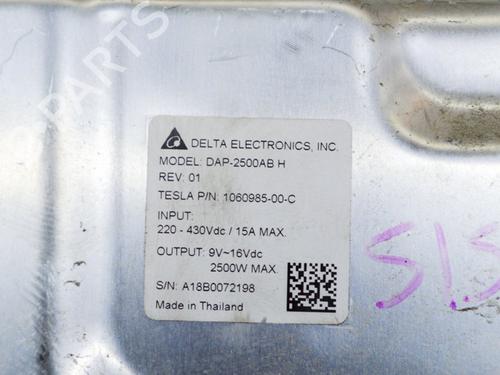 PARTS
DELTA ELECTRONICS, INC.
MODEL: DAP-2500AB H
REV: 01
TESLA P/N: 1060985-00-C
INPUT:
220 - 430Vdc / 15A MAX.
OUTPUT: 9V~16Vdc
2500W MAX.
S/N: A18B0072198
Made in Thailand